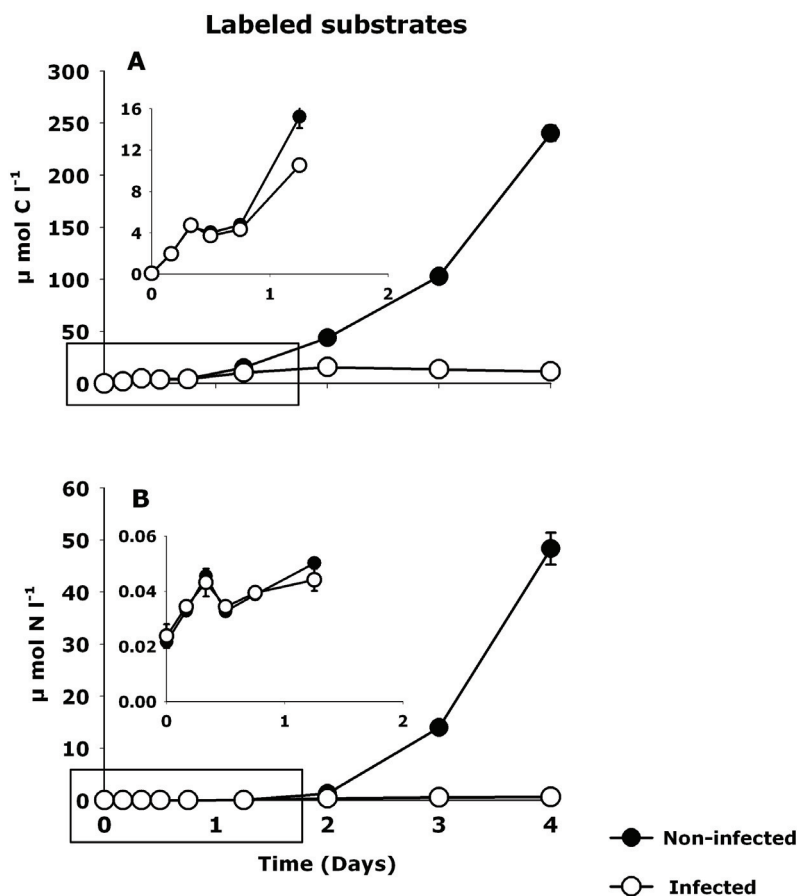 Labeled substrates
A
300
250
200
150
100
50
0
µ mol C l⁻¹
16
12
8
4
0
0 1 2
B
60
50
40
30
20
10
0
µ mol N l⁻¹
0.06
0.04
0.02
0.00
0 1 2
0 1 2 3 4
Time (Days)
Non-infected
Infected